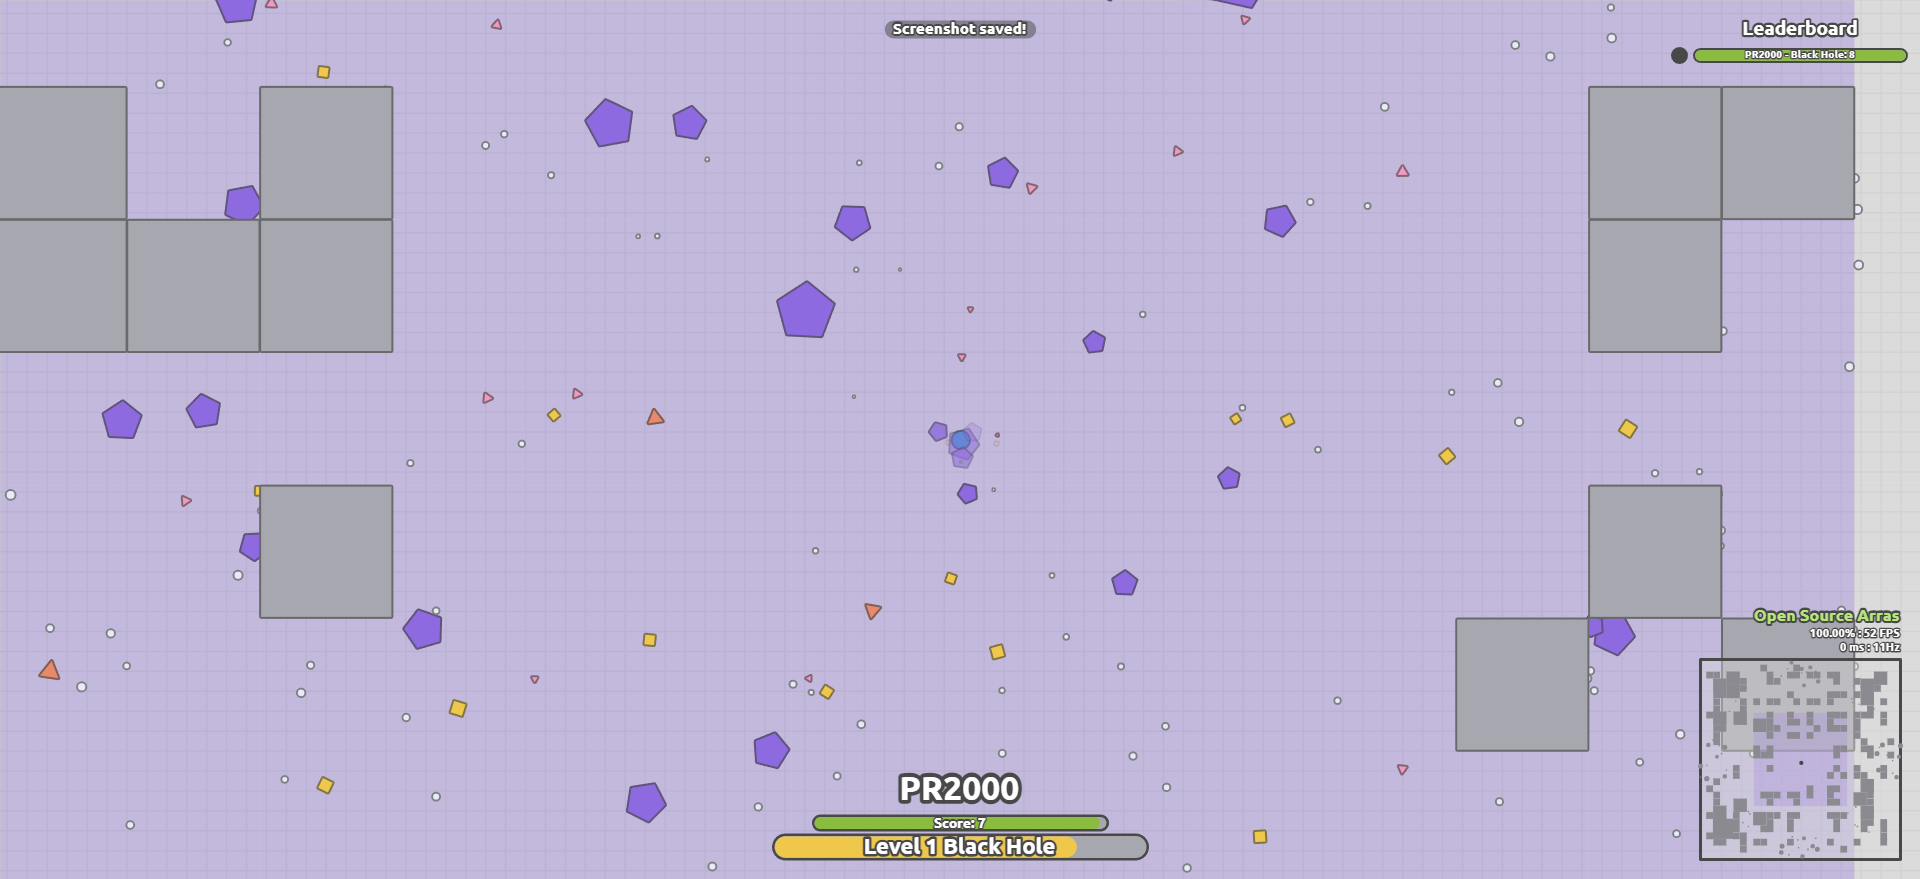 Screenshot saved!
Leaderboard
PR2000 - Black Hole: 8
Open Source Arras
100.00% : 52 FPS
0 ms : 11Hz
PR2000
Score: 7
Level 1 Black Hole